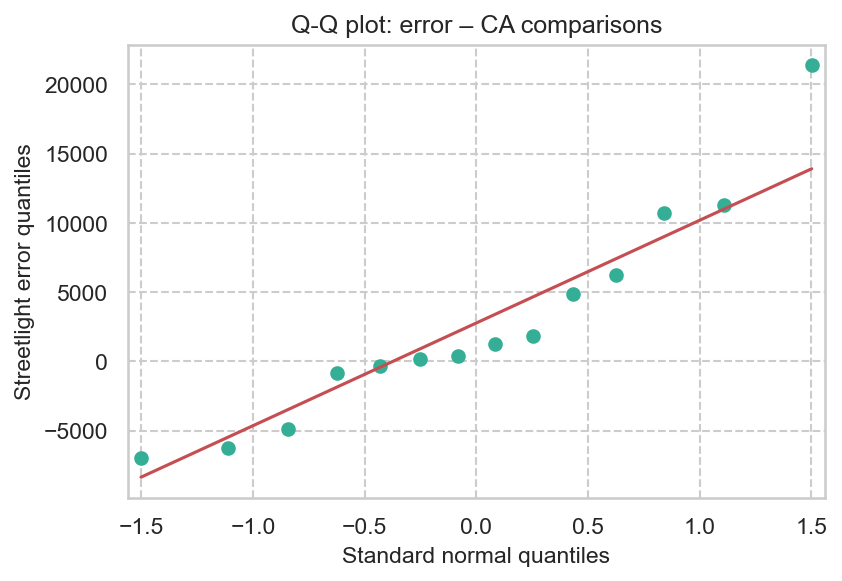 Q-Q plot: error – CA comparisons
Streetlight error quantiles
20000
15000
10000
5000
0
−5000
−1.5 −1.0 −0.5 0.0 0.5 1.0 1.5
Standard normal quantiles